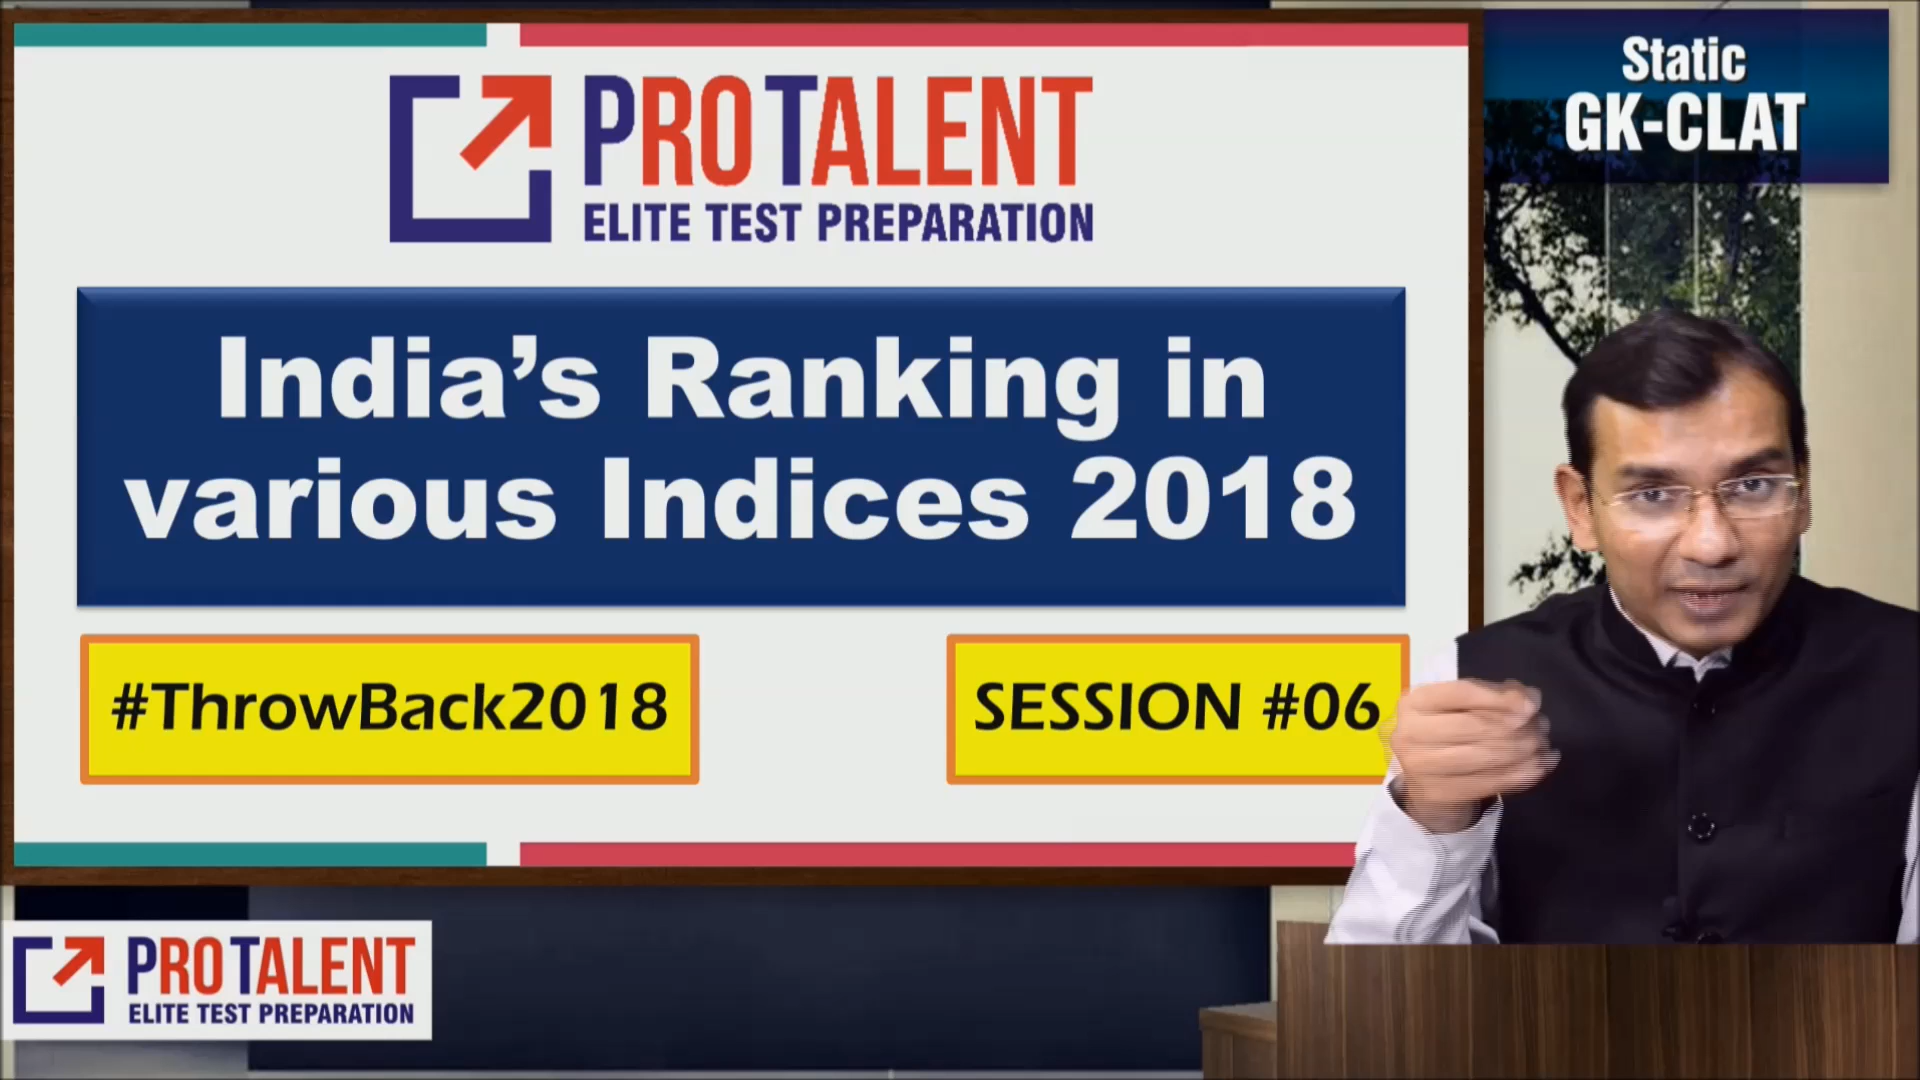 PROTALENT
ELITE TEST PREPARATION
Static
GK-CLAT
India's Ranking in
various Indices 2018
#ThrowBack2018
SESSION #06
PROTALENT
ELITE TEST PREPARATION